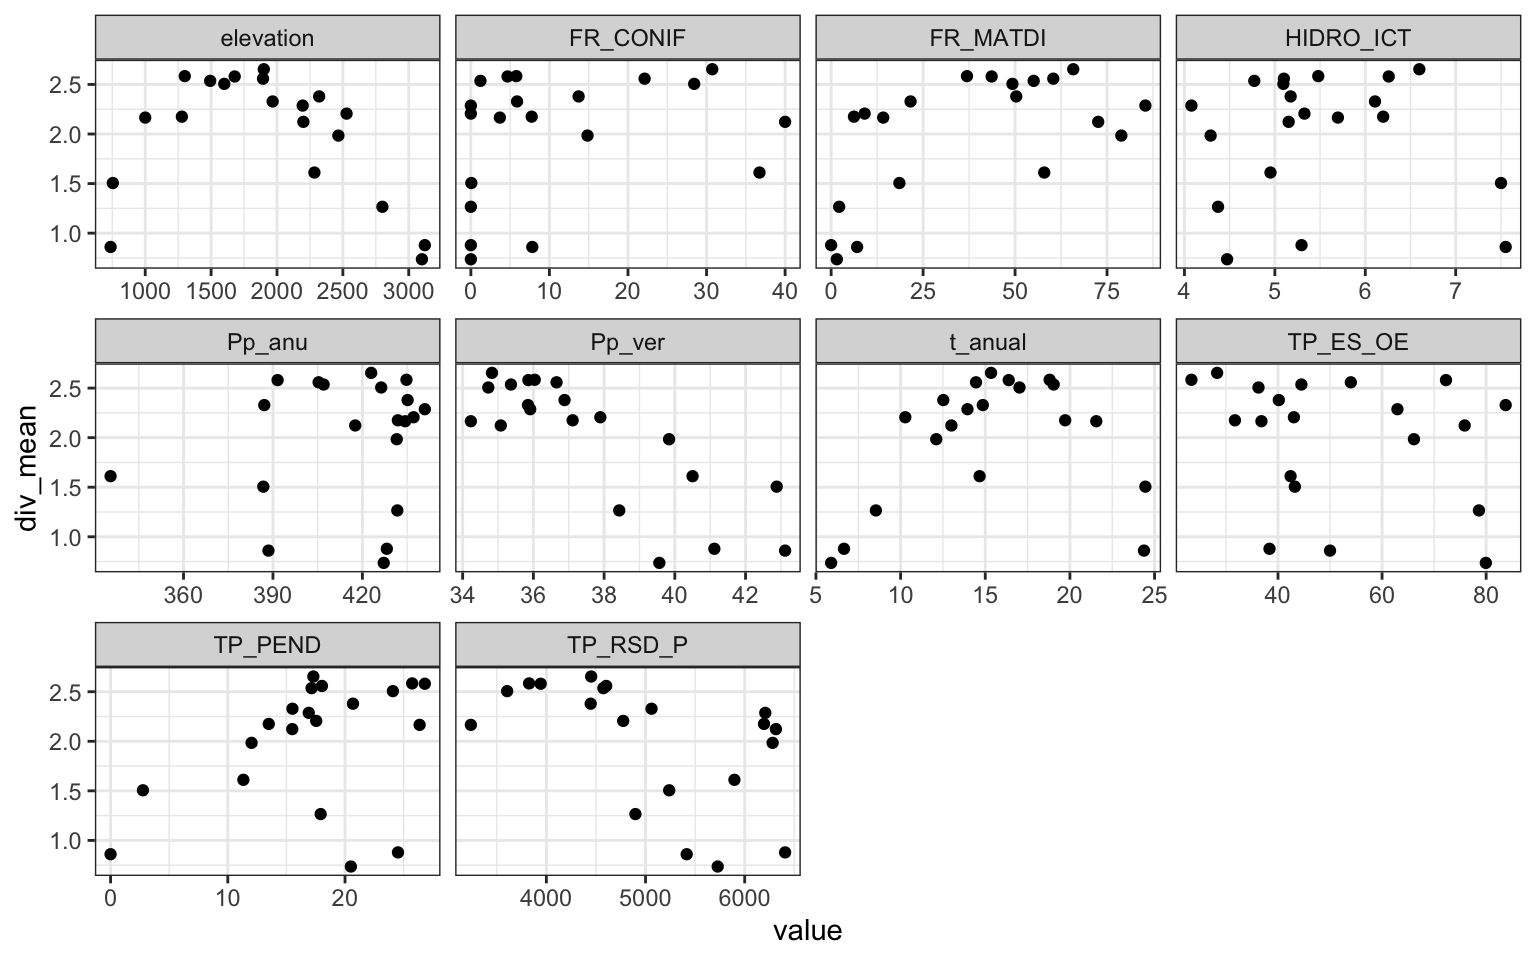 elevation FR_CONIF FR_MATDI HIDRO_ICT
2.5
2.0
1.5
1.0
1000 1500 2000 2500 3000 0 10 20 30 40 0 25 50 75 4 5 6 7
Pp_anu Pp_ver t_anual TP_ES_OE
2.5
2.0
1.5
1.0
div_mean
360 390 420 34 36 38 40 42 5 10 15 20 25 40 60 80
TP_PEND TP_RSD_P
2.5
2.0
1.5
1.0
0 10 20 4000 5000 6000
value